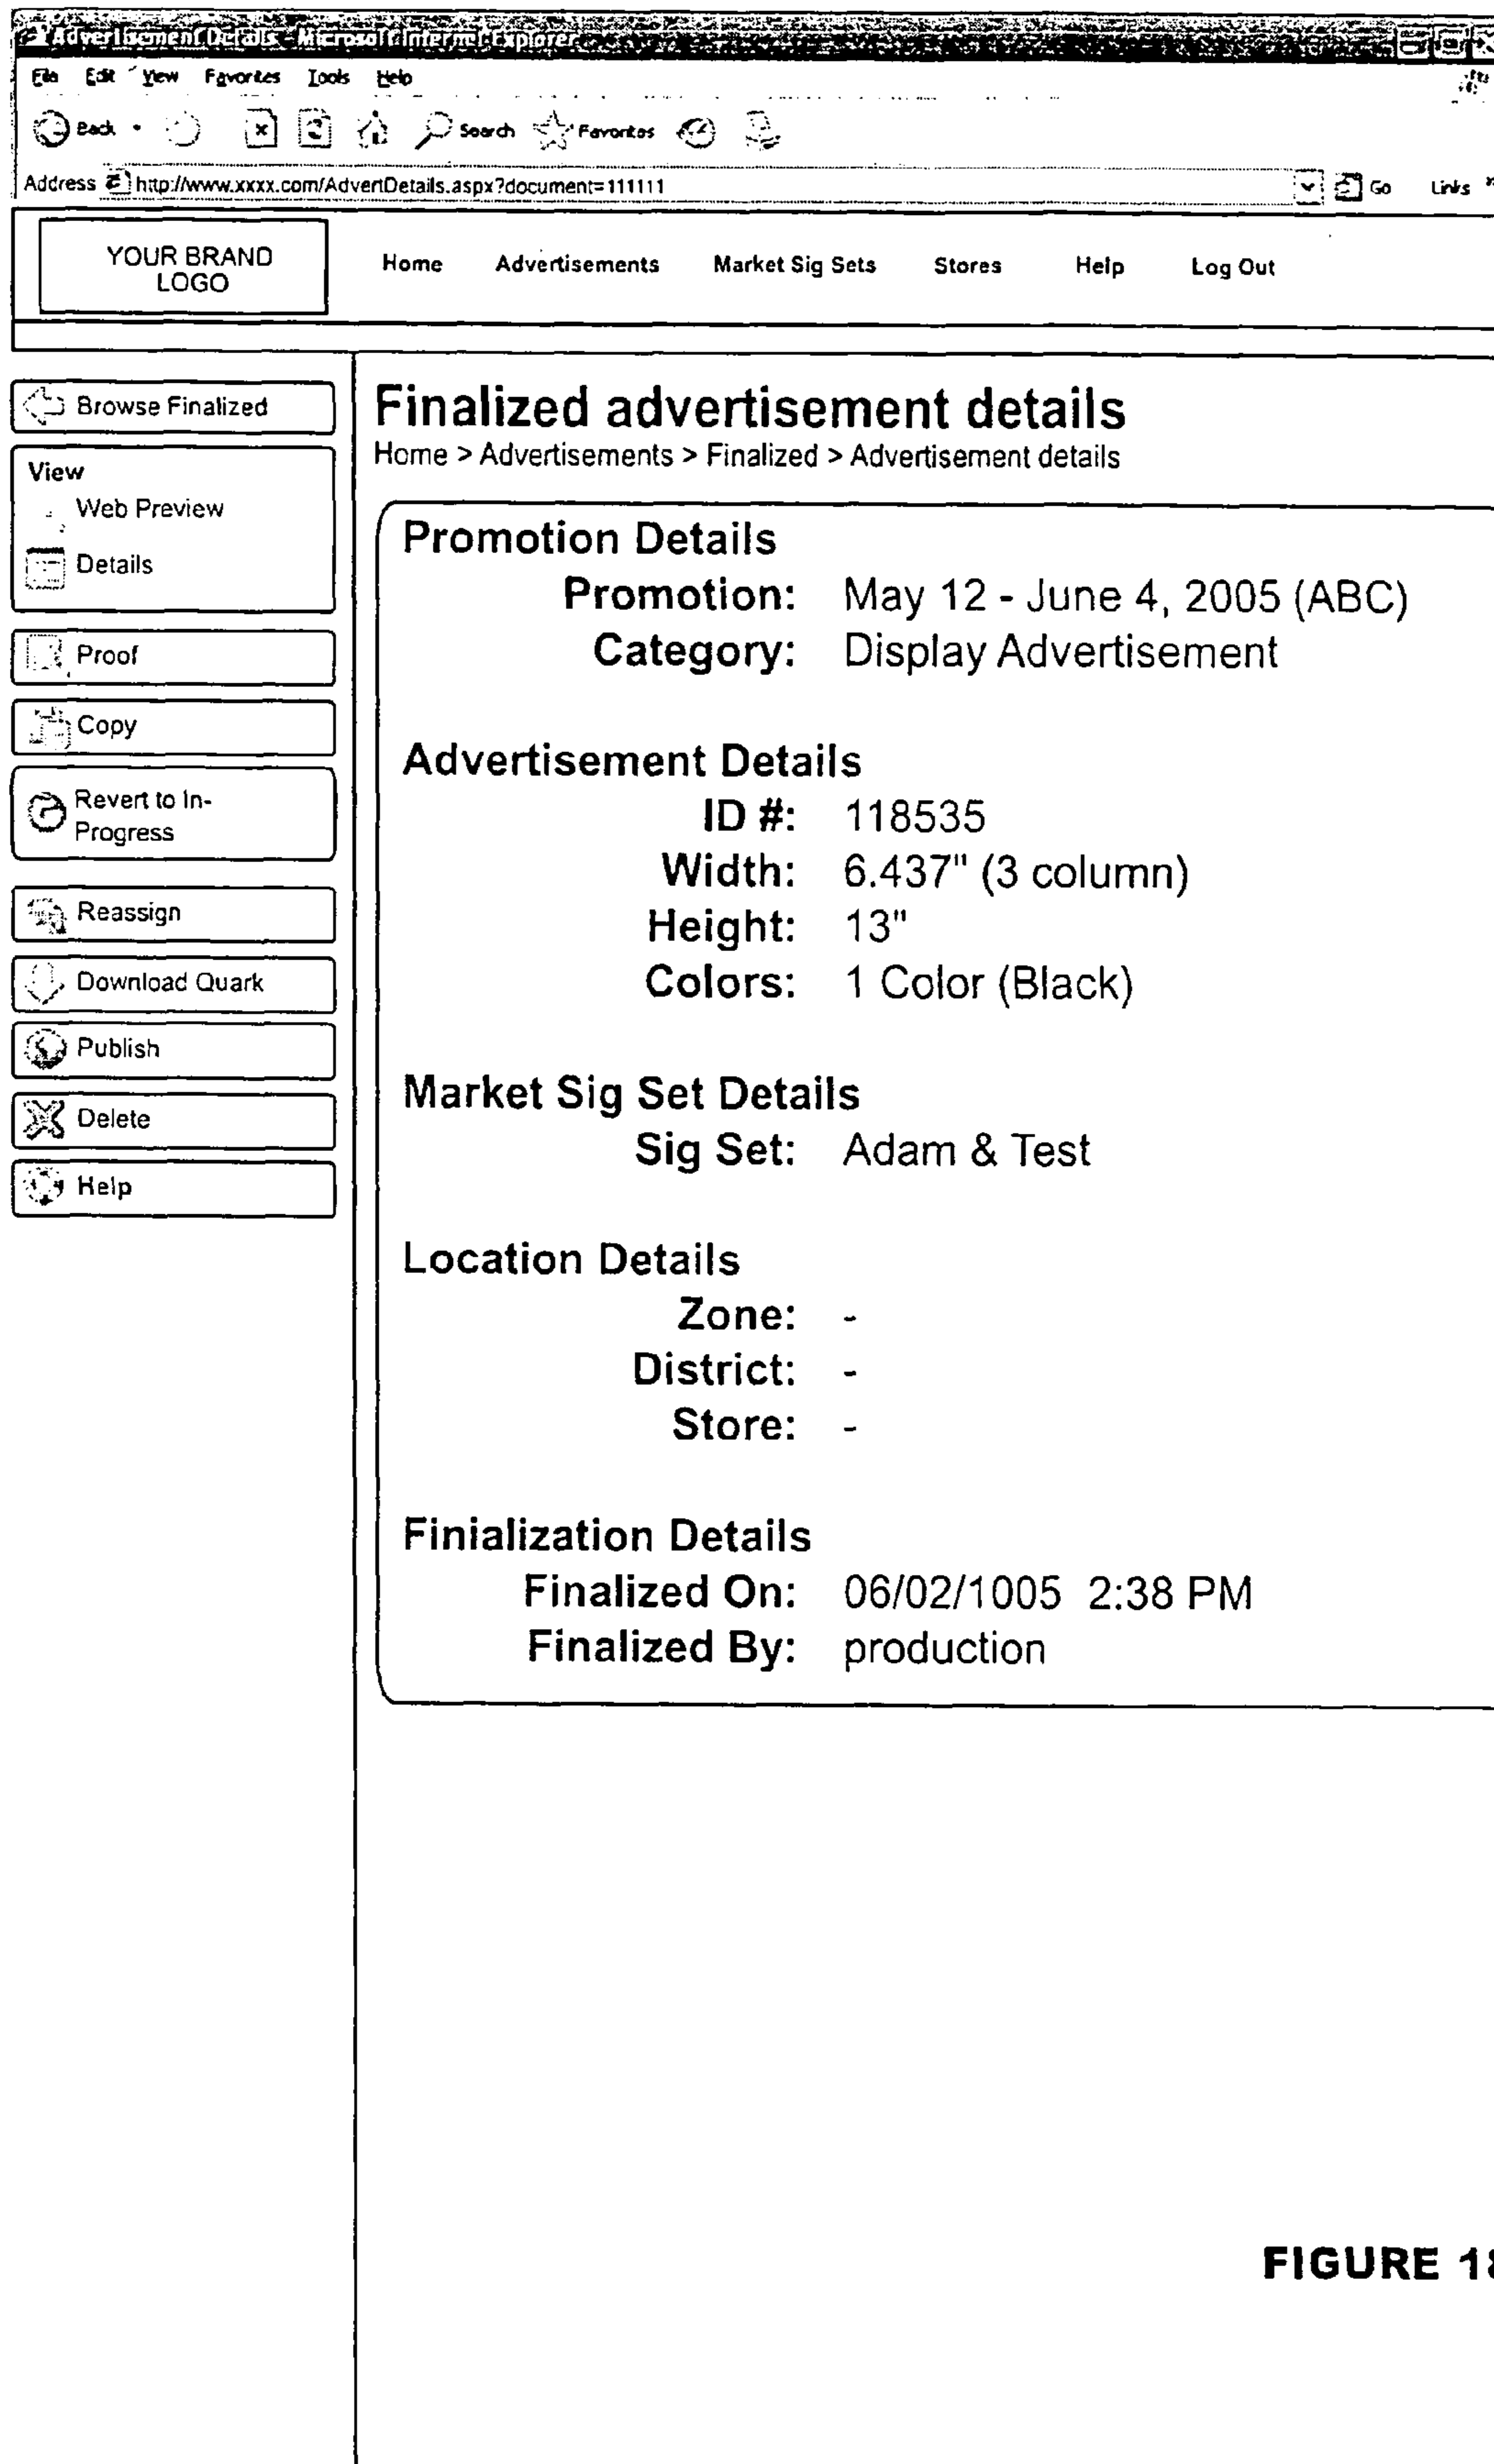 Advertisement Details - Microsoft Internet Explorer
File Edit View Favorites Tools Help
Back Search Favorites
Address http://www.xxxx.com/AdvertDetails.aspx?document=111111 Go Links »
YOUR BRAND
LOGO
Home Advertisements Market Sig Sets Stores Help Log Out
Browse Finalized
View
Web Preview
Details
Proof
Copy
Revert to In-
Progress
Reassign
Download Quark
Publish
Delete
Help
Finalized advertisement details
Home > Advertisements > Finalized > Advertisement details
Promotion Details
Promotion: May 12 - June 4, 2005 (ABC)
Category: Display Advertisement
Advertisement Details
ID #: 118535
Width: 6.437" (3 column)
Height: 13"
Colors: 1 Color (Black)
Market Sig Set Details
Sig Set: Adam & Test
Location Details
Zone: -
District: -
Store: -
Finialization Details
Finalized On: 06/02/1005 2:38 PM
Finalized By: production
FIGURE